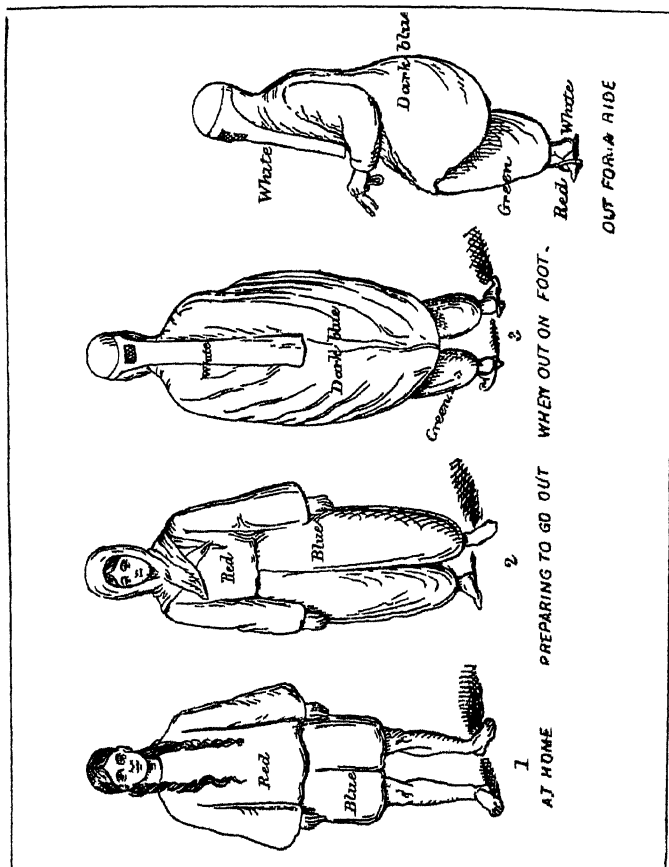 Red
Blue
1
AT HOME
Red
Blue
2
PREPARING TO GO OUT
White
Dark blue
Green
3
WHEN OUT ON FOOT.
White
Dark blue
Green
Red
White
OUT FOR A RIDE